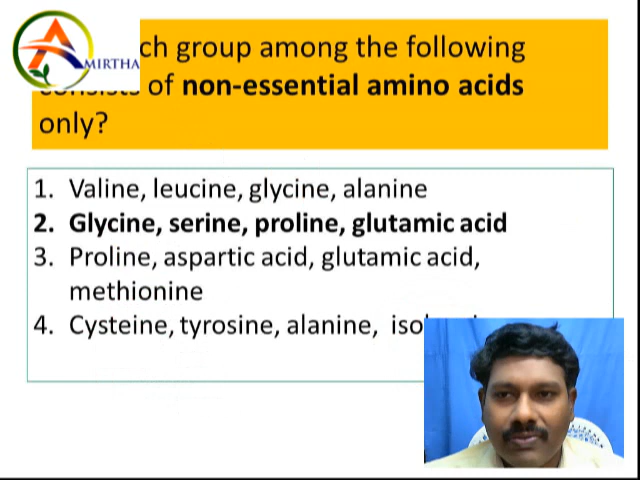 MIRTHA
ch group among the following
of non-essential amino acids
only?
1. Valine, leucine, glycine, alanine
2. Glycine, serine, proline, glutamic acid
3. Proline, aspartic acid, glutamic acid,
methionine
4. Cysteine, tyrosine, alanine,